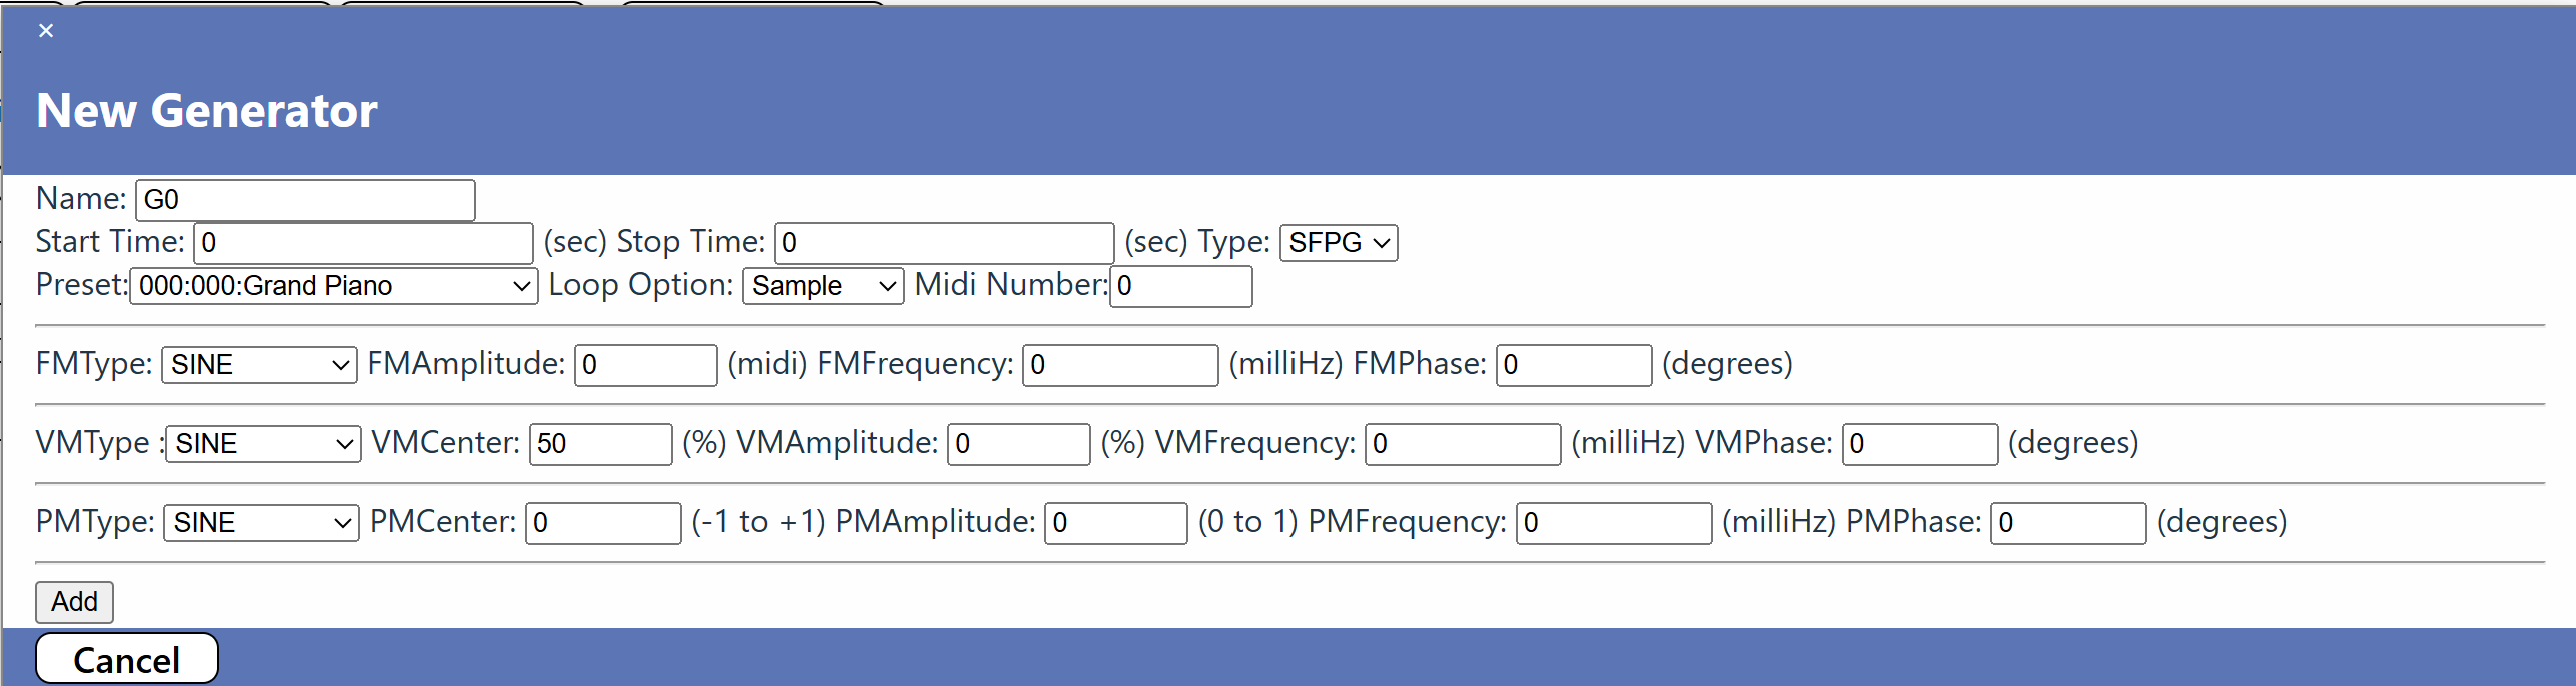 ×
New Generator
Name: G0
Start Time: 0 (sec) Stop Time: 0 (sec) Type: SFPG
Preset: 000:000:Grand Piano Loop Option: Sample Midi Number: 0
FMType: SINE FMAmplitude: 0 (midi) FMFrequency: 0 (milliHz) FMPhase: 0 (degrees)
VMType : SINE VMCenter: 50 (%) VMAmplitude: 0 (%) VMFrequency: 0 (milliHz) VMPhase: 0 (degrees)
PMType: SINE PMCenter: 0 (-1 to +1) PMAmplitude: 0 (0 to 1) PMFrequency: 0 (milliHz) PMPhase: 0 (degrees)
Add
Cancel